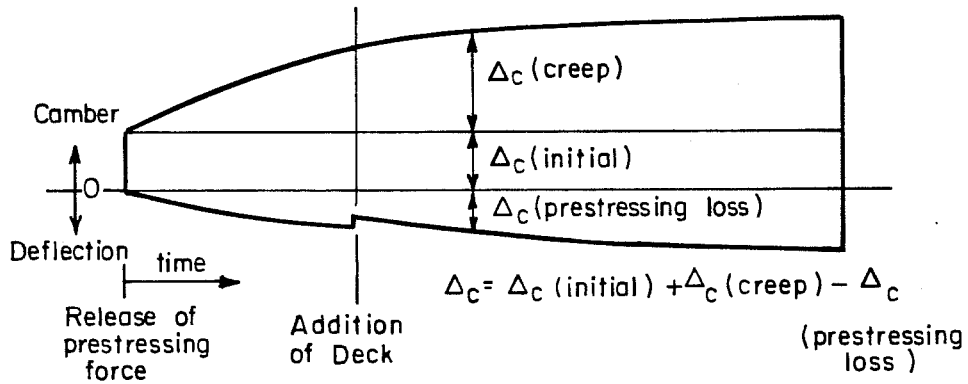 Δc (creep)
Camber
Δc (initial)
0
Δc (prestressing loss)
Deflection
time
Δc = Δc (initial) + Δc (creep) - Δc
(prestressing
loss )
Release of
prestressing
force
Addition
of Deck